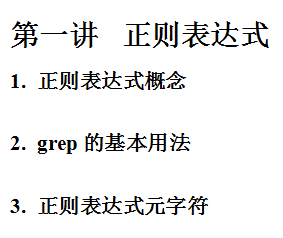 第一讲 正则表达式
1. 正则表达式概念
2. grep 的基本用法
3. 正则表达式元字符